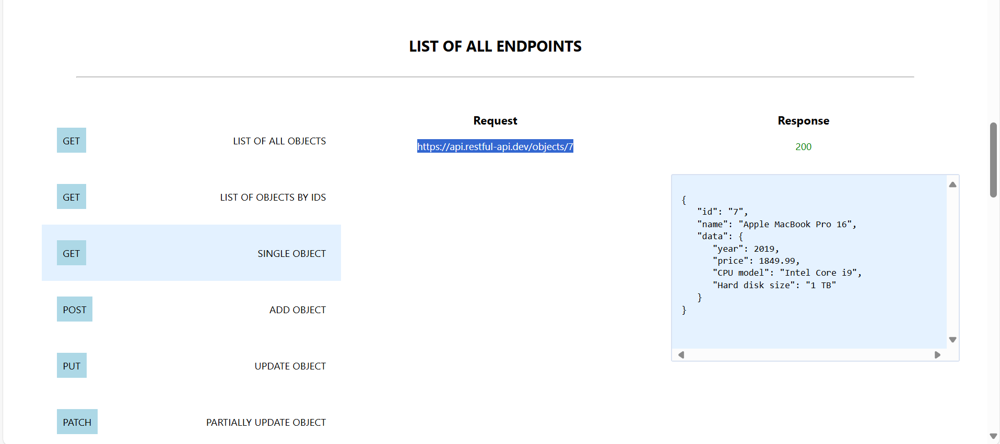 LIST OF ALL ENDPOINTS
GET LIST OF ALL OBJECTS
GET LIST OF OBJECTS BY IDS
GET SINGLE OBJECT
POST ADD OBJECT
PUT UPDATE OBJECT
PATCH PARTIALLY UPDATE OBJECT
Request
https://api.restful-api.dev/objects/7
Response
200
{
   "id": "7",
   "name": "Apple MacBook Pro 16",
   "data": {
      "year": 2019,
      "price": 1849.99,
      "CPU model": "Intel Core i9",
      "Hard disk size": "1 TB"
   }
}